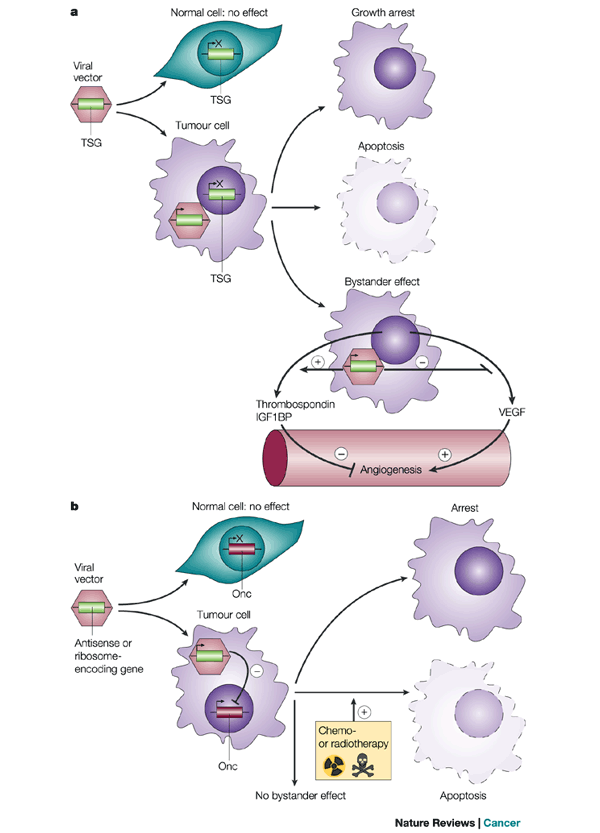 a
Normal cell: no effect
Growth arrest
Viral
vector
TSG
TSG
Tumour cell
Apoptosis
TSG
Bystander effect
+
−
Thrombospondin
IGF1BP
VEGF
−
+
Angiogenesis
b
Normal cell: no effect
Arrest
Viral
vector
Onc
Tumour cell
Antisense or
ribosome-
encoding gene
−
+
Chemo-
or radiotherapy
Onc
No bystander effect
Apoptosis
Nature Reviews | Cancer